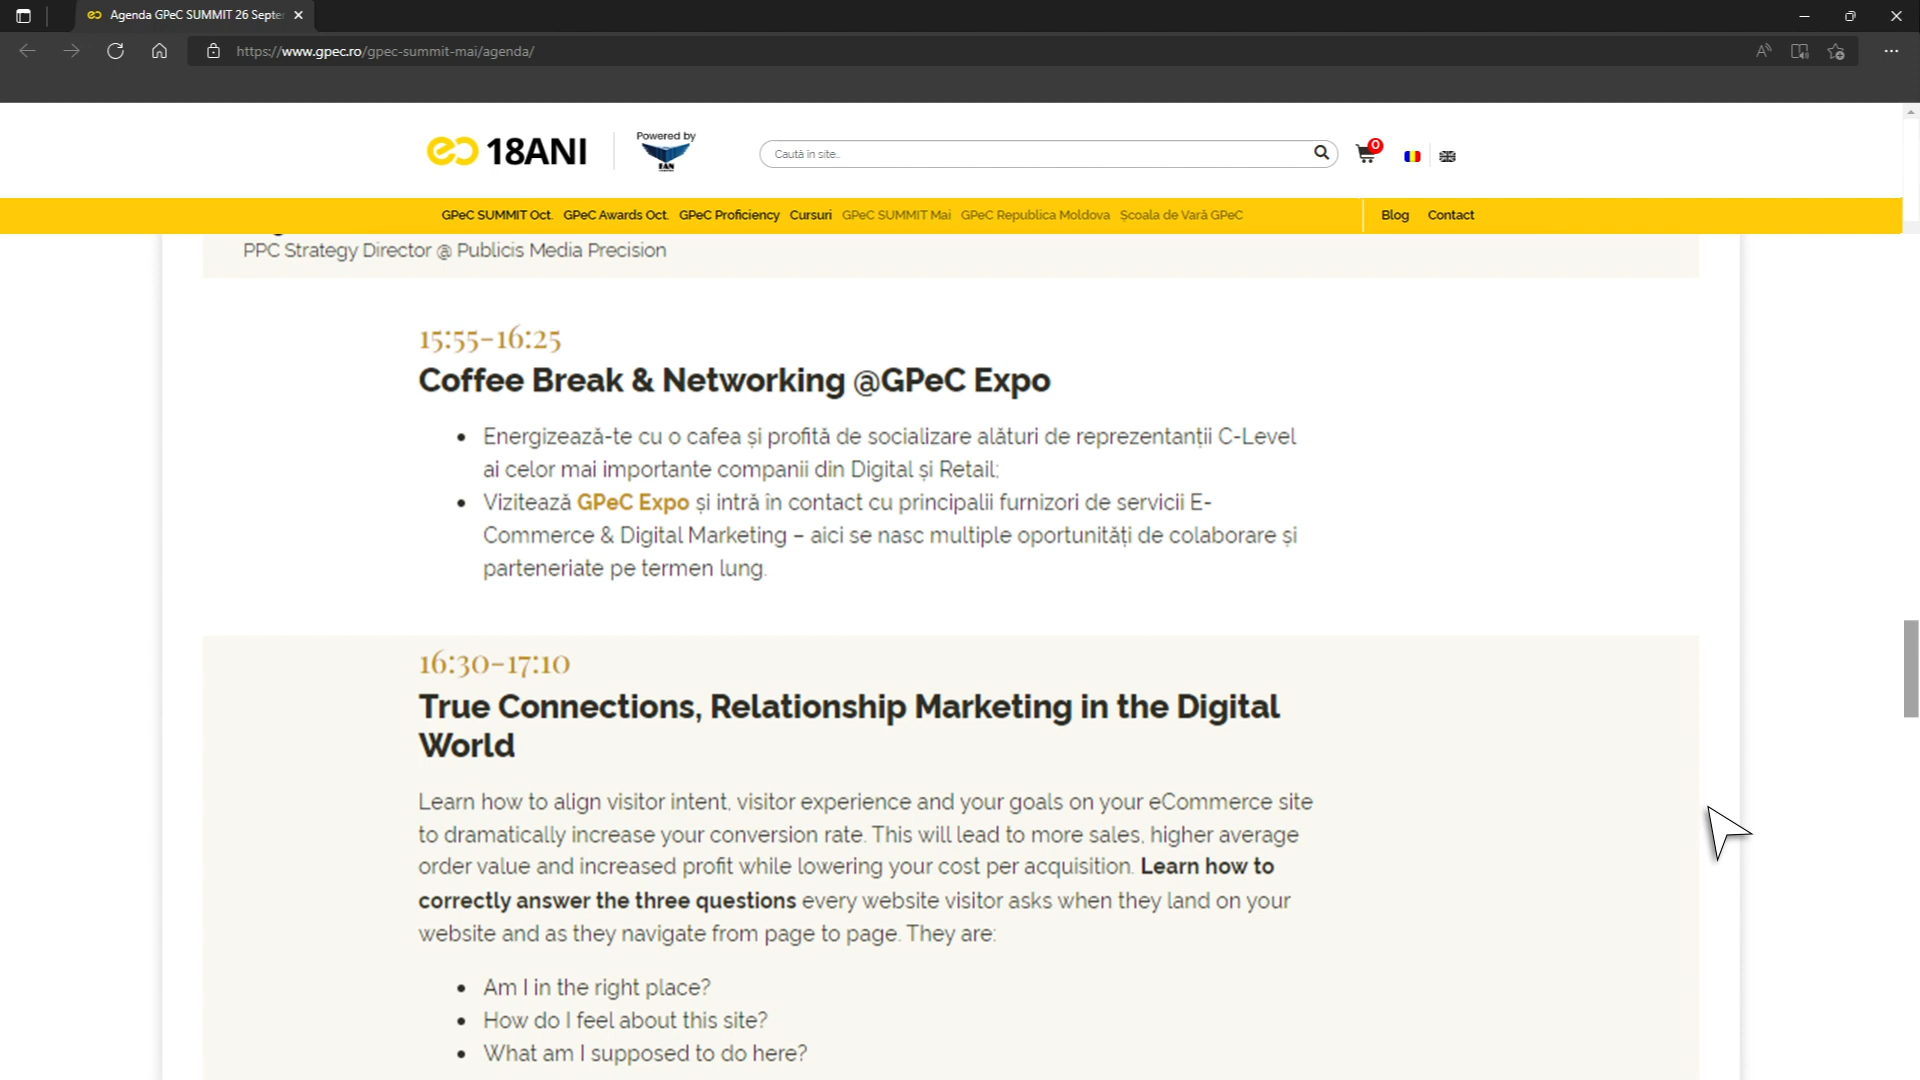 Agenda GPeC SUMMIT 26 Septe
https://www.gpec.ro/gpec-summit-mai/agenda/
18ANI
Powered by
FAN
Caută în site..
0
GPeC SUMMIT Oct. GPeC Awards Oct. GPeC Proficiency Cursuri GPeC SUMMIT Mai GPeC Republica Moldova Școala de Vară GPeC Blog Contact
PPC Strategy Director @ Publicis Media Precision
15:55-16:25
Coffee Break & Networking @GPeC Expo
• Energizează-te cu o cafea și profită de socializare alături de reprezentanții C-Level
ai celor mai importante companii din Digital și Retail;
• Vizitează GPeC Expo și intră în contact cu principalii furnizori de servicii E-
Commerce & Digital Marketing – aici se nasc multiple oportunități de colaborare și
parteneriate pe termen lung.
16:30-17:10
True Connections, Relationship Marketing in the Digital
World
Learn how to align visitor intent, visitor experience and your goals on your eCommerce site
to dramatically increase your conversion rate. This will lead to more sales, higher average
order value and increased profit while lowering your cost per acquisition. Learn how to
correctly answer the three questions every website visitor asks when they land on your
website and as they navigate from page to page. They are:
• Am I in the right place?
• How do I feel about this site?
• What am I supposed to do here?